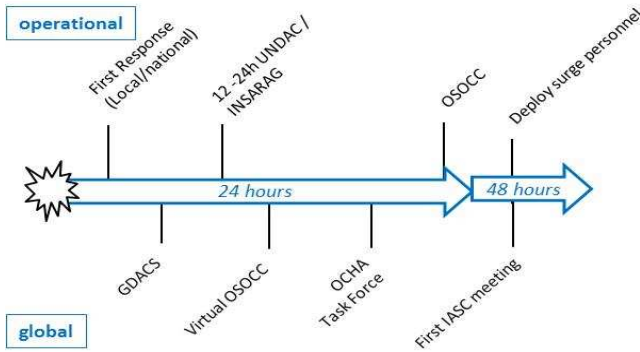 operational
First Response
(Local/national)
12 -24h UNDAC /
INSARAG
OSOCC
Deploy surge personnel
24 hours
48 hours
GDACS
Virtual OSOCC
OCHA
Task Force
First IASC meeting
global